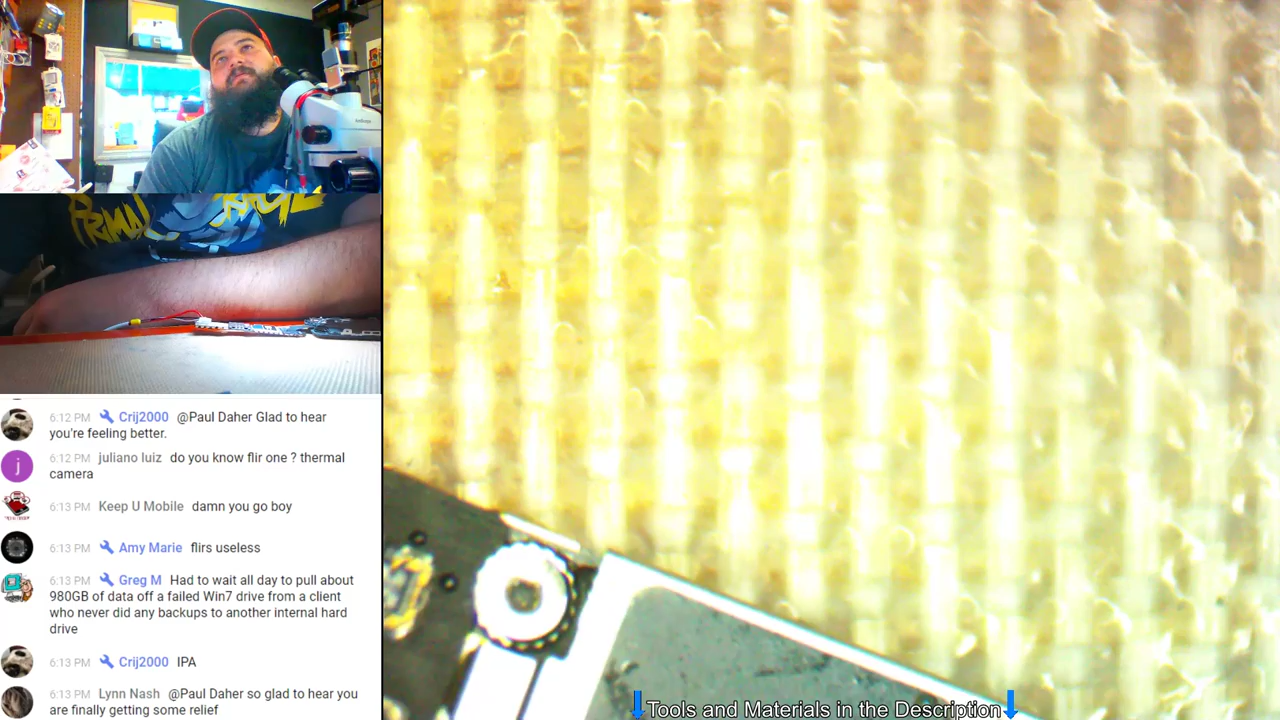 PRIMAL RAGE
6:12 PM Crij2000 @Paul Daher Glad to hear
you're feeling better.
6:12 PM juliano luiz do you know flir one ? thermal
camera
6:13 PM Keep U Mobile damn you go boy
6:13 PM Amy Marie flirs useless
6:13 PM Greg M Had to wait all day to pull about
980GB of data off a failed Win7 drive from a client
who never did any backups to another internal hard
drive
6:13 PM Crij2000 IPA
j
6:13 PM Lynn Nash @Paul Daher so glad to hear you
are finally getting some relief
Tools and Materials in the Description